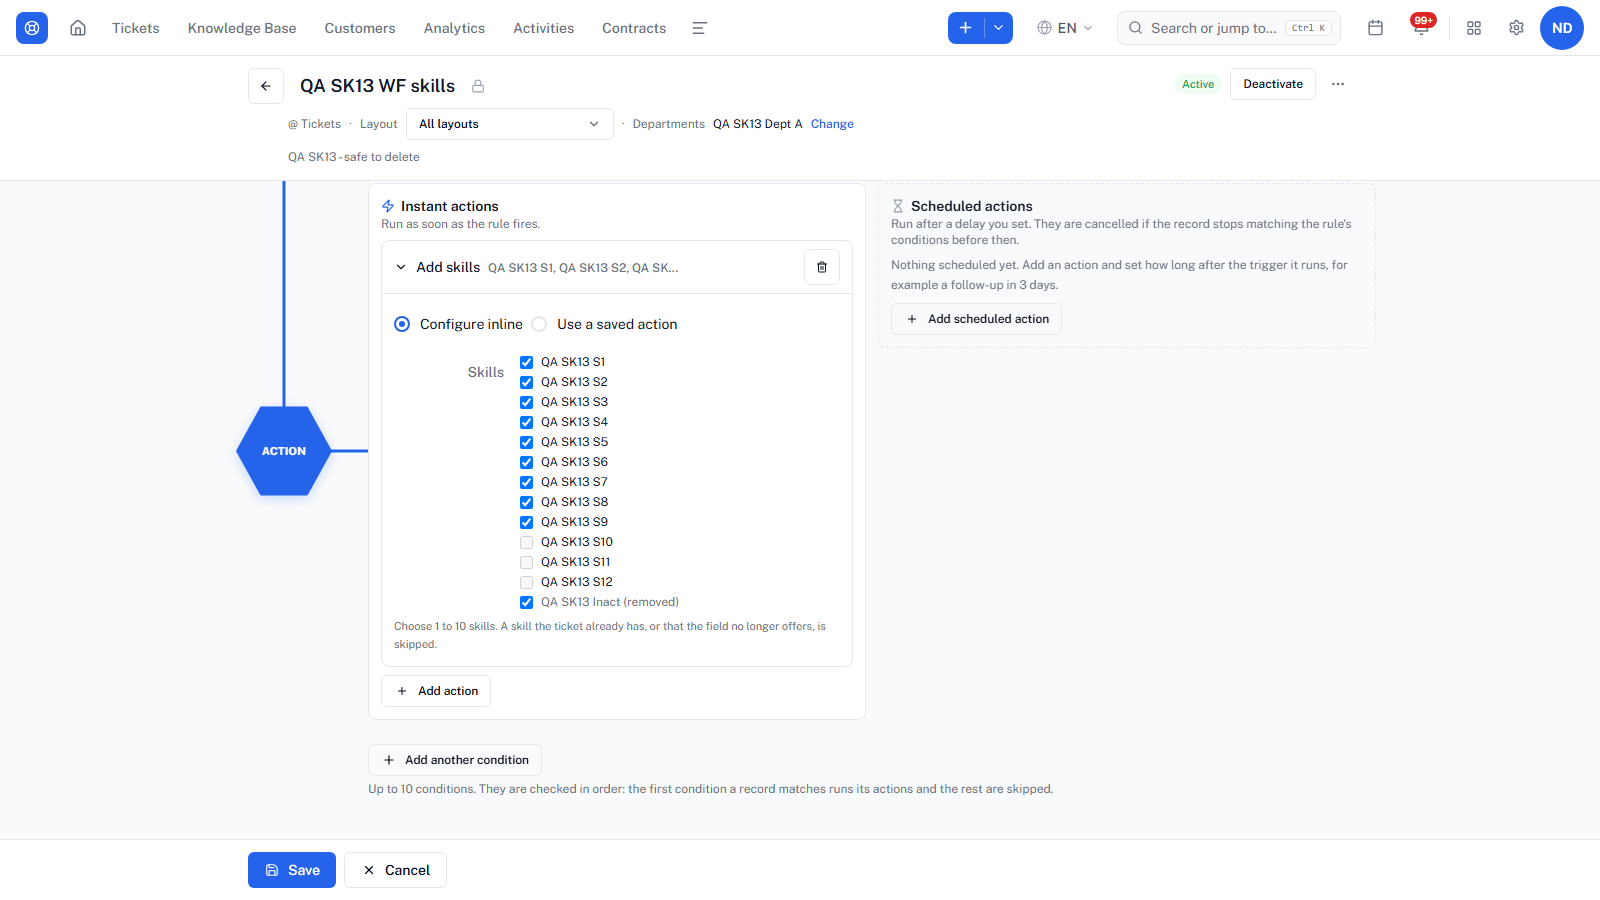 Tickets Knowledge Base Customers Analytics Activities Contracts EN Search or jump to... Ctrl K 99+ ND
QA SK13 WF skills
Active
Deactivate
@ Tickets · Layout All layouts · Departments QA SK13 Dept A Change
QA SK13 - safe to delete
Instant actions
Run as soon as the rule fires.
Add skills QA SK13 S1, QA SK13 S2, QA SK...
Configure inline Use a saved action
Skills
QA SK13 S1
QA SK13 S2
QA SK13 S3
QA SK13 S4
QA SK13 S5
QA SK13 S6
QA SK13 S7
QA SK13 S8
QA SK13 S9
QA SK13 S10
QA SK13 S11
QA SK13 S12
QA SK13 Inact (removed)
Choose 1 to 10 skills. A skill the ticket already has, or that the field no longer offers, is
skipped.
Add action
ACTION
Scheduled actions
Run after a delay you set. They are cancelled if the record stops matching the rule's
conditions before then.
Nothing scheduled yet. Add an action and set how long after the trigger it runs, for
example a follow-up in 3 days.
Add scheduled action
Add another condition
Up to 10 conditions. They are checked in order: the first condition a record matches runs its actions and the rest are skipped.
Save
Cancel